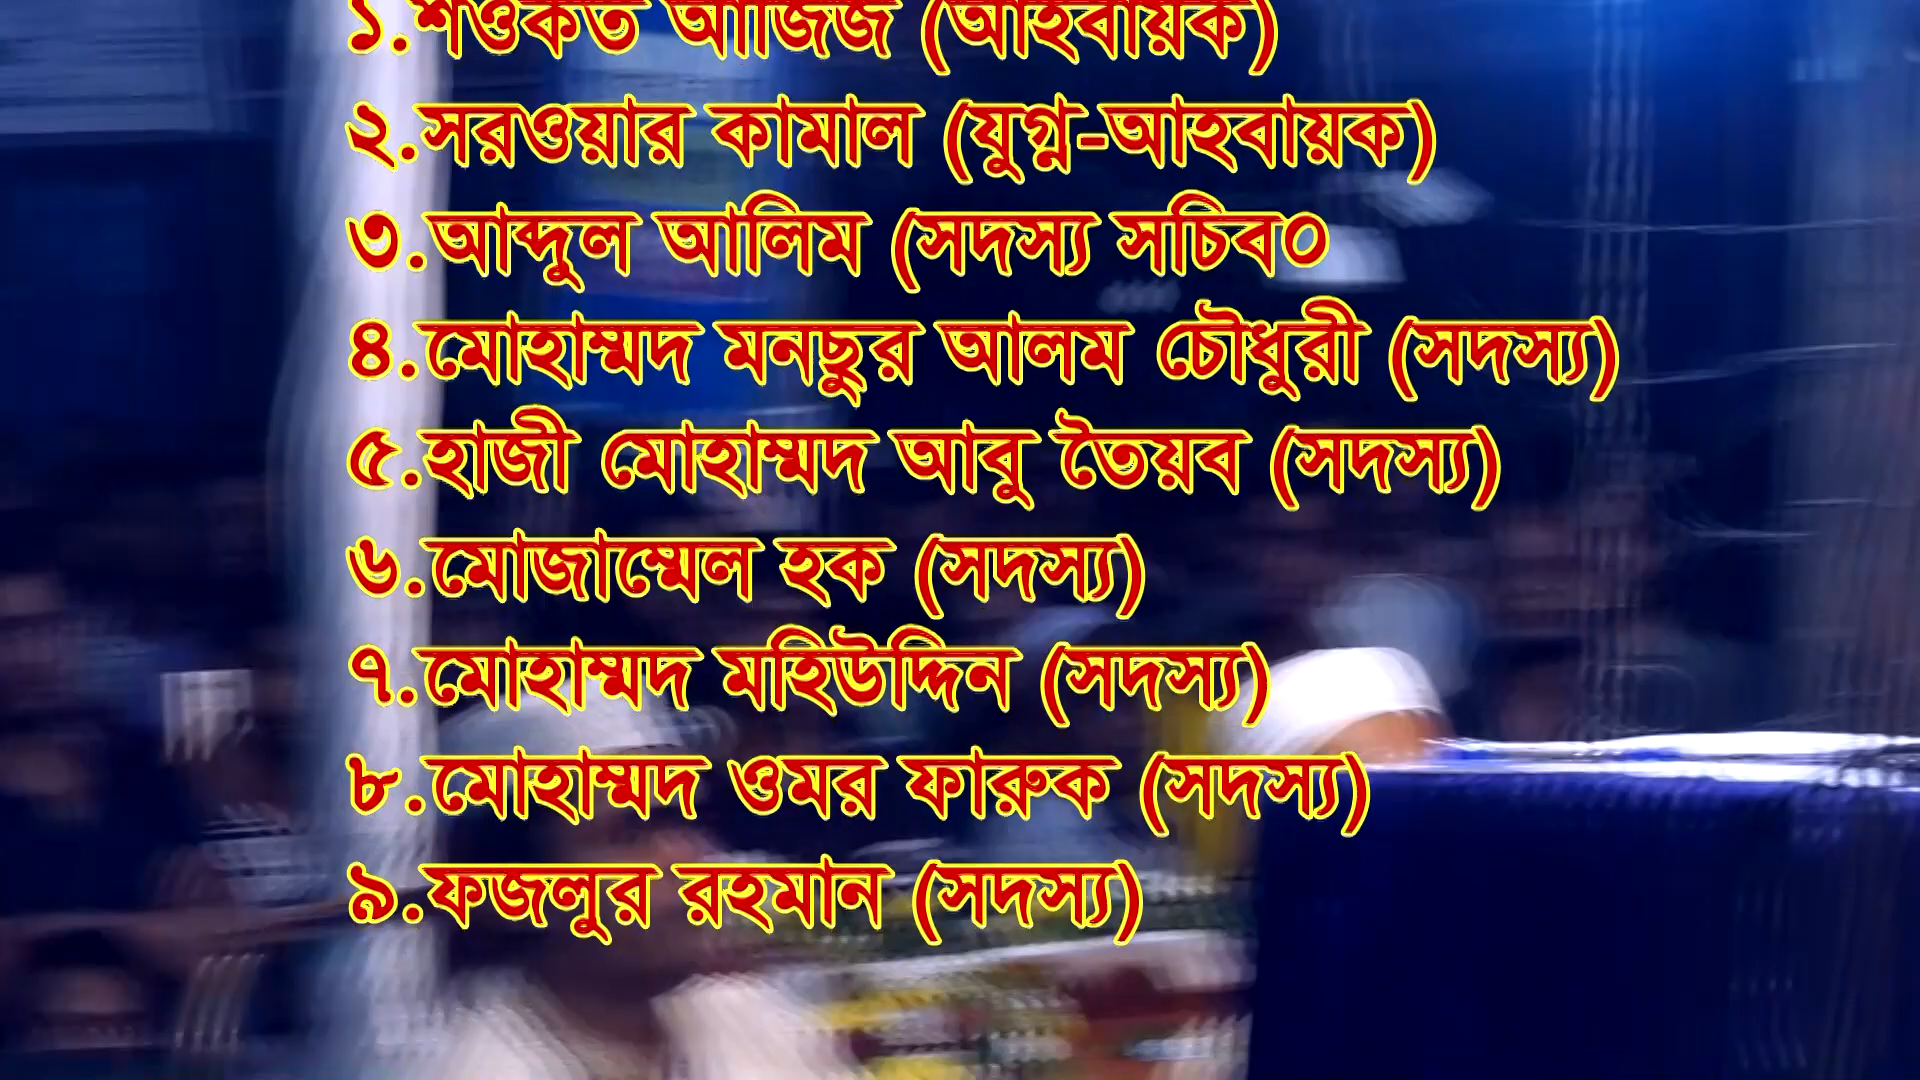 ১.শওকত আজিজ (আহবায়ক)
২.সরওয়ার কামাল (যুগ্ন-আহবায়ক)
৩.আব্দুল আলিম (সদস্য সচিব০
৪.মোহাম্মদ মনছুর আলম চৌধুরী (সদস্য)
৫.হাজী মোহাম্মদ আবু তৈয়ব (সদস্য)
৬.মোজাম্মেল হক (সদস্য)
৭.মোহাম্মদ মহিউদ্দিন (সদস্য)
৮.মোহাম্মদ ওমর ফারুক (সদস্য)
৯.ফজলুর রহমান (সদস্য)